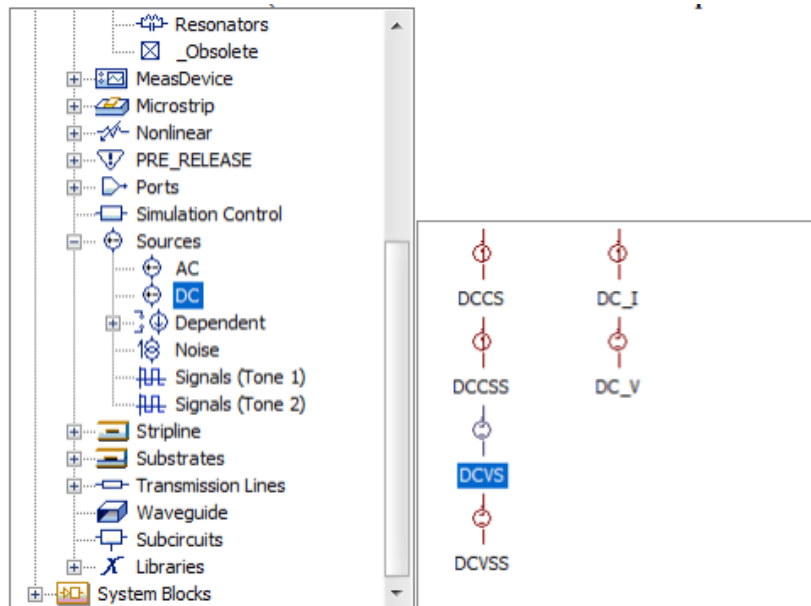 Resonators
_Obsolete
MeasDevice
Microstrip
Nonlinear
PRE_RELEASE
Ports
Simulation Control
Sources
AC
DC
Dependent
Noise
Signals (Tone 1)
Signals (Tone 2)
Stripline
Substrates
Transmission Lines
Waveguide
Subcircuits
Libraries
System Blocks
DCCS DC_I
DCCSS DC_V
DCVS
DCVSS